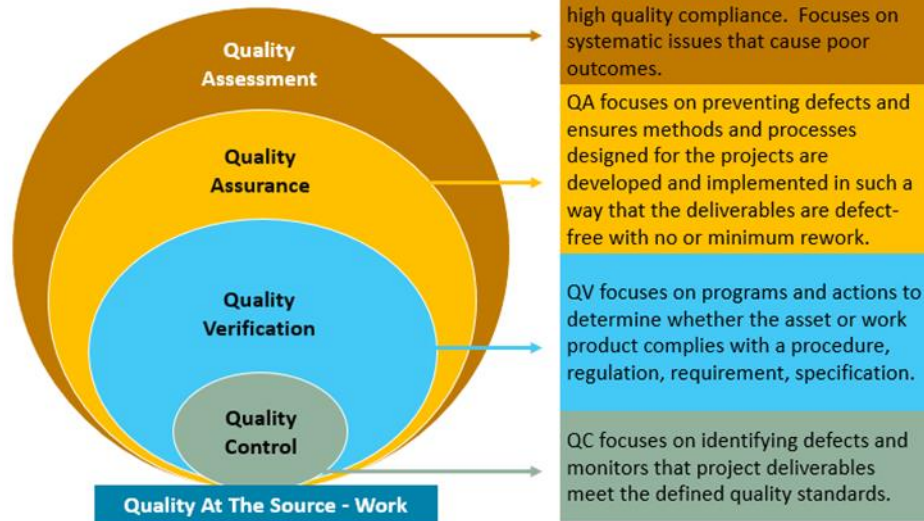 Quality
Assessment
Quality
Assurance
Quality
Verification
Quality
Control
Quality At The Source - Work
high quality compliance.  Focuses on
systematic issues that cause poor
outcomes.
QA focuses on preventing defects and
ensures methods and processes
designed for the projects are
developed and implemented in such a
way that the deliverables are defect-
free with no or minimum rework.
QV focuses on programs and actions to
determine whether the asset or work
product complies with a procedure,
regulation, requirement, specification.
QC focuses on identifying defects and
monitors that project deliverables
meet the defined quality standards.